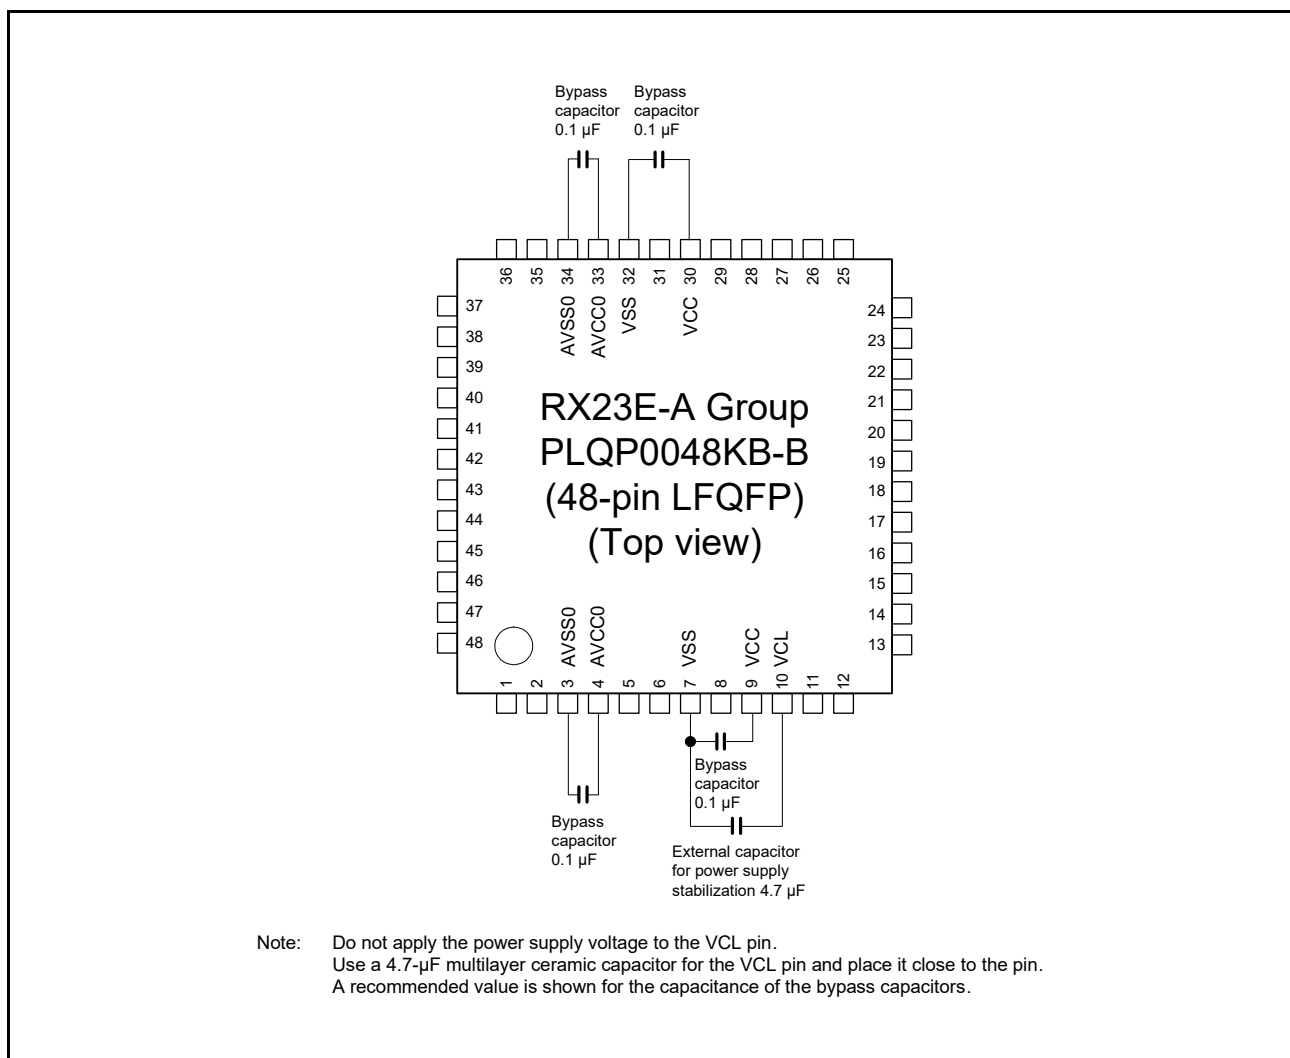 Bypass
capacitor
0.1 µF
Bypass
capacitor
0.1 µF
36
35
34
33
32
31
30
29
28
27
26
25
AVSS0
AVCC0
VSS
VCC
37
38
39
40
41
42
43
44
45
46
47
48
24
23
22
21
20
19
18
17
16
15
14
13
RX23E-A Group
PLQP0048KB-B
(48-pin LFQFP)
(Top view)
AVSS0
AVCC0
VSS
VCC
VCL
1
2
3
4
5
6
7
8
9
10
11
12
Bypass
capacitor
0.1 µF
Bypass
capacitor
0.1 µF
External capacitor
for power supply
stabilization 4.7 µF
Note: Do not apply the power supply voltage to the VCL pin.
Use a 4.7-µF multilayer ceramic capacitor for the VCL pin and place it close to the pin.
A recommended value is shown for the capacitance of the bypass capacitors.